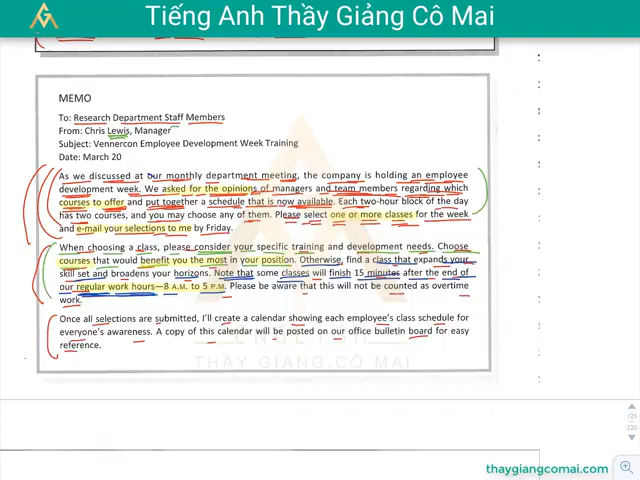 Tiếng Anh Thầy Giảng Cô Mai
MEMO
To: Research Department Staff Members
From: Chris Lewis, Manager
Subject: Vennercon Employee Development Week Training
Date: March 20
As we discussed at our monthly department meeting, the company is holding an employee
development week. We asked for the opinions of managers and team members regarding which
courses to offer and put together a schedule that is now available. Each two-hour block of the day
has two courses, and you may choose any of them. Please select one or more classes for the week
and e-mail your selections to me by Friday.
When choosing a class, please consider your specific training and development needs. Choose
courses that would benefit you the most in your position. Otherwise, find a class that expands your
skill set and broadens your horizons. Note that some classes will finish 15 minutes after the end of
our regular work hours—8 A.M. to 5 P.M. Please be aware that this will not be counted as overtime
work.
Once all selections are submitted, I'll create a calendar showing each employee's class schedule for
everyone's awareness. A copy of this calendar will be posted on our office bulletin board for easy
reference.
ENGLISH
THẦY GIẢNG.CÔ MAI
125
220
thaygiangcomai.com